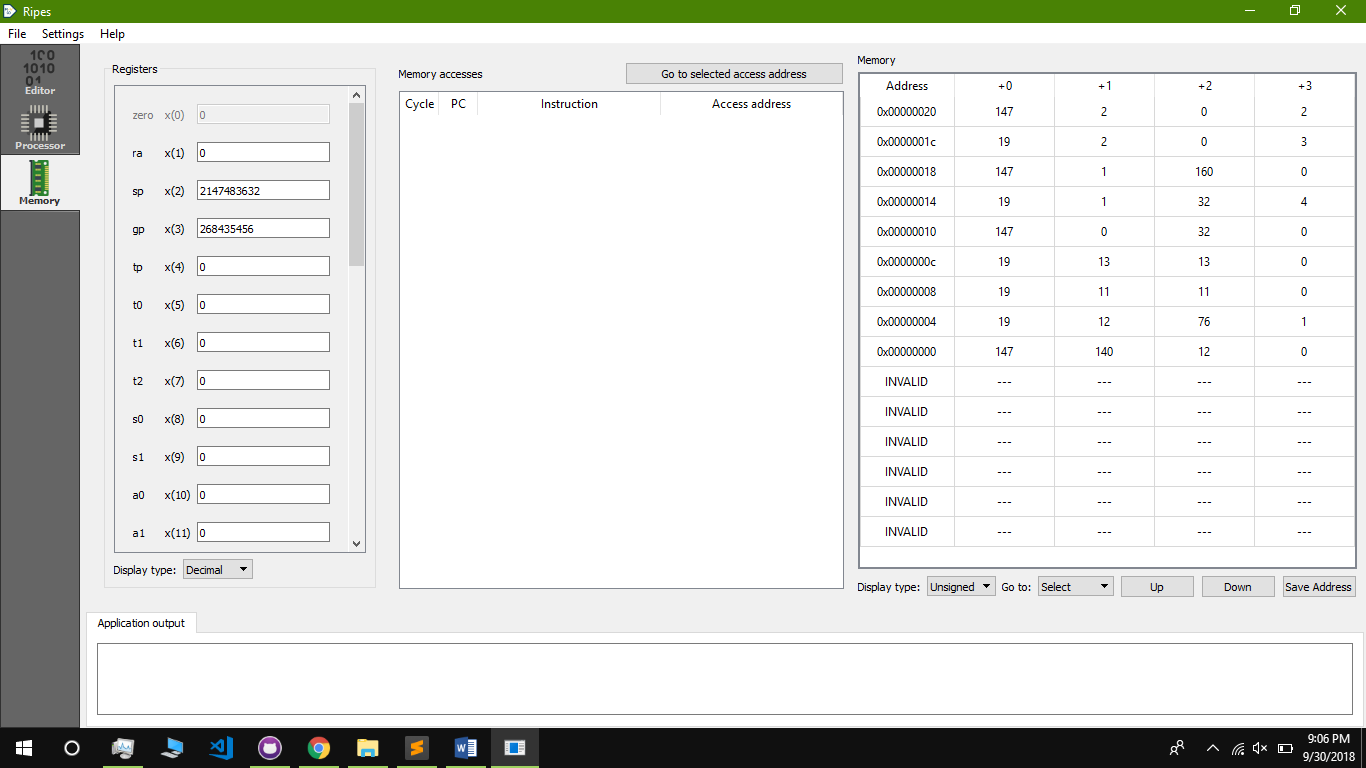 Ripes
File Settings Help
Editor
Processor
Memory
Registers
zero x(0) 0
ra x(1) 0
sp x(2) 2147483632
gp x(3) 268435456
tp x(4) 0
t0 x(5) 0
t1 x(6) 0
t2 x(7) 0
s0 x(8) 0
s1 x(9) 0
a0 x(10) 0
a1 x(11) 0
Display type: Decimal
Memory accesses
Go to selected access address
Cycle PC Instruction Access address
Memory
Address +0 +1 +2 +3
0x00000020 147 2 0 2
0x0000001c 19 2 0 3
0x00000018 147 1 160 0
0x00000014 19 1 32 4
0x00000010 147 0 32 0
0x0000000c 19 13 13 0
0x00000008 19 11 11 0
0x00000004 19 12 76 1
0x00000000 147 140 12 0
INVALID --- --- --- ---
INVALID --- --- --- ---
INVALID --- --- --- ---
INVALID --- --- --- ---
INVALID --- --- --- ---
INVALID --- --- --- ---
Display type: Unsigned Go to: Select Up Down Save Address
Application output
9:06 PM
9/30/2018